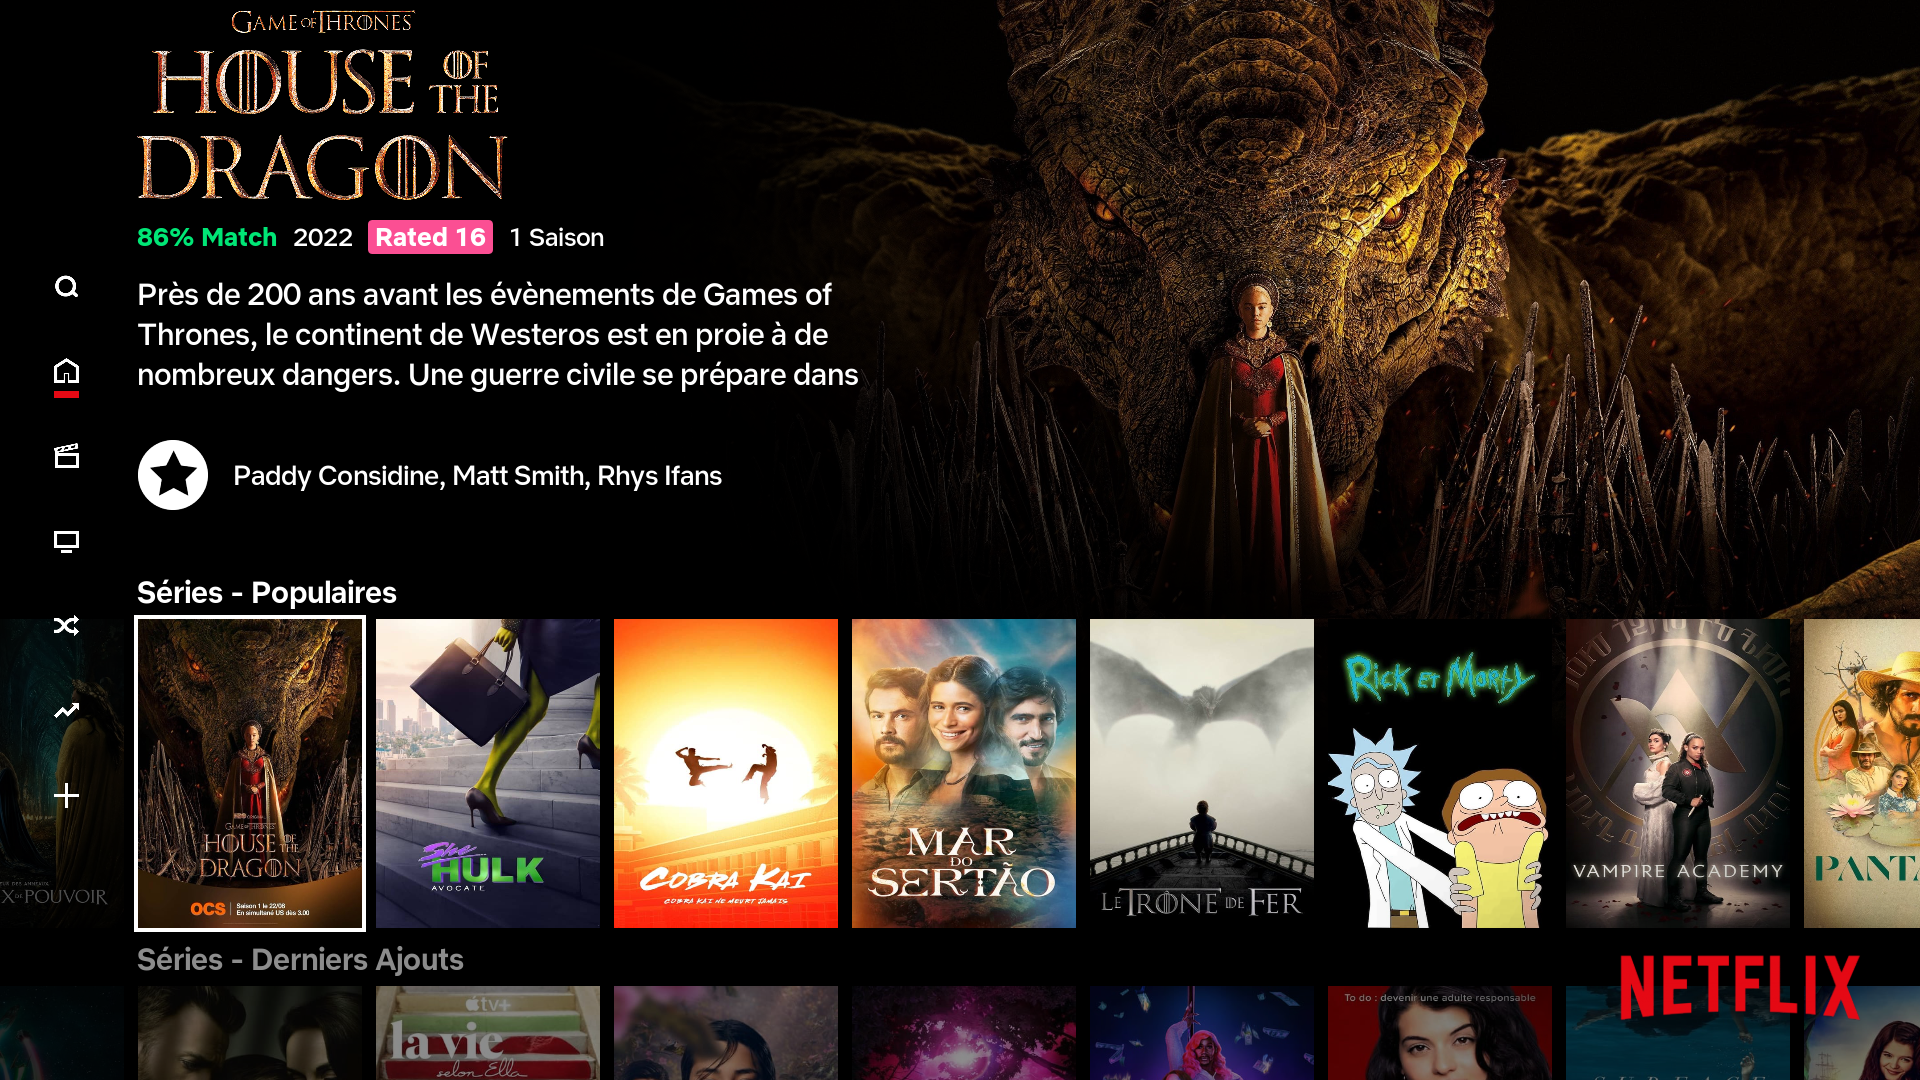 GAME OF THRONES
HOUSE OF THE
DRAGON
86% Match 2022 Rated 16 1 Saison
Près de 200 ans avant les évènements de Games of
Thrones, le continent de Westeros est en proie à de
nombreux dangers. Une guerre civile se prépare dans
Paddy Considine, Matt Smith, Rhys Ifans
Séries - Populaires
X DE POUVOIR
GAME OF THRONES
HOUSE OF THE
DRAGON
OCS
Saison 1 le 22/08
En simultané US dès 3.00
She
HULK
AVOCATE
COBRA KAI
COBRA KAI NE MEURT JAMAIS
MAR
DO
SERTÃO
LE TRÔNE DE FER
RICK ET MORTY
VAMPIRE ACADEMY
PANTA
Séries - Derniers Ajouts
NETFLIX
tv+
la vie
selon Ella
To do : devenir une adulte responsable